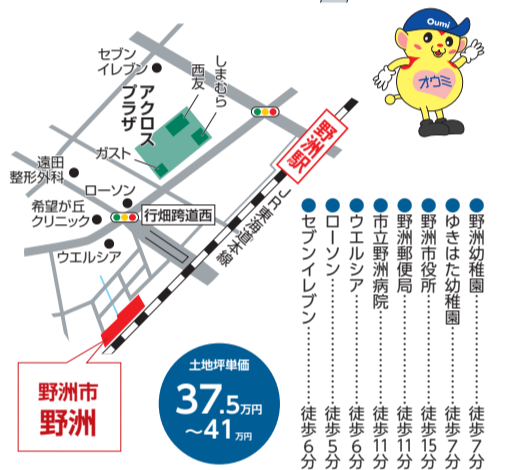 Oumi
オウミ
セブン
イレブン
アクロス
プラザ
西友
しまむら
ガスト
遠田
整形外科
ローソン
希望が丘
クリニック
行畑跨道西
ウエルシア
野洲駅
JR東海道本線
野洲市
野洲
土地坪単価
37.5万円
～41万円
野洲幼稚園………徒歩7分
ゆきはた幼稚園………徒歩7分
野洲市役所………徒歩15分
野洲郵便局………徒歩11分
市立野洲病院………徒歩11分
ウエルシア………徒歩6分
ローソン………徒歩5分
セブンイレブン………徒歩6分